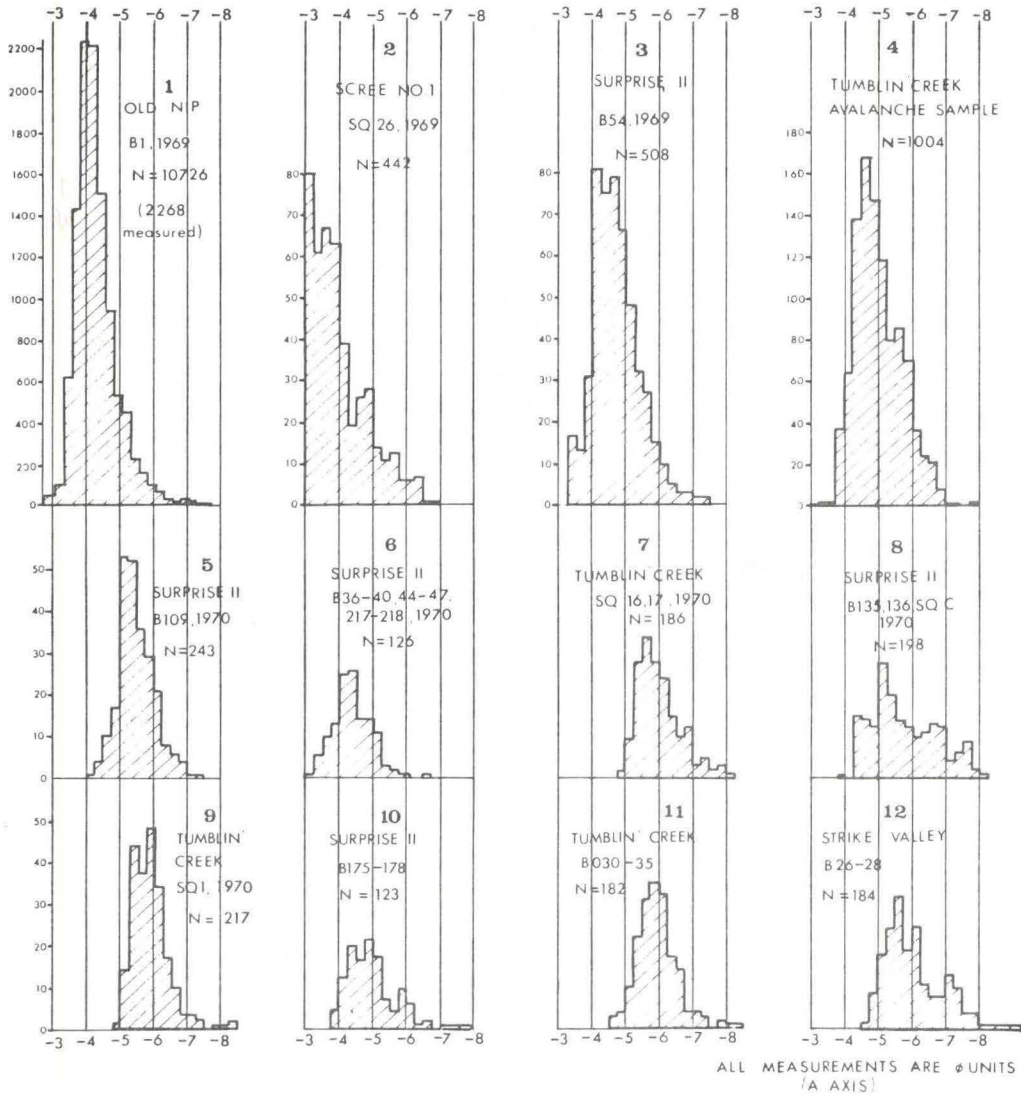 -3 -4 -5 -6 -7 -8
-3 -4 -5 -6 -7 -8
-3 -4 -5 -6 -7 -8
-3 -4 -5 -6 -7 -8
2200
2000
1800
1600
1400
1200
1000
800
600
400
200
0
1
OLD NIP
B1, 1969
N=10726
(2268
measured)
80
70
60
50
40
30
20
10
0
2
SCREE NO 1
SQ 26, 1969
N=442
80
70
60
50
40
30
20
10
0
3
SURPRISE II
B54, 1969
N=508
160
140
120
100
80
60
40
20
0
4
TUMBLIN' CREEK
AVALANCHE SAMPLE
N=1004
50
40
30
20
10
0
5
SURPRISE II
B109, 1970
N=243
6
SURPRISE II
B36-40, 44-47,
217-218, 1970
N=126
7
TUMBLIN' CREEK
SQ 16, 17, 1970
N=186
8
SURPRISE II
B135, 136, SQ C
1970
N=198
50
40
30
20
10
0
9
TUMBLIN'
CREEK
SQ1, 1970
N = 217
10
SURPRISE II
B175-178
N = 123
11
TUMBLIN' CREEK
B030-35
N=182
12
STRIKE VALLEY
B26-28
N=184
-3 -4 -5 -6 -7 -8
-3 -4 -5 -6 -7 -8
-3 -4 -5 -6 -7 -8
-3 -4 -5 -6 -7 -8
ALL MEASUREMENTS ARE ø UNITS
(A AXIS)